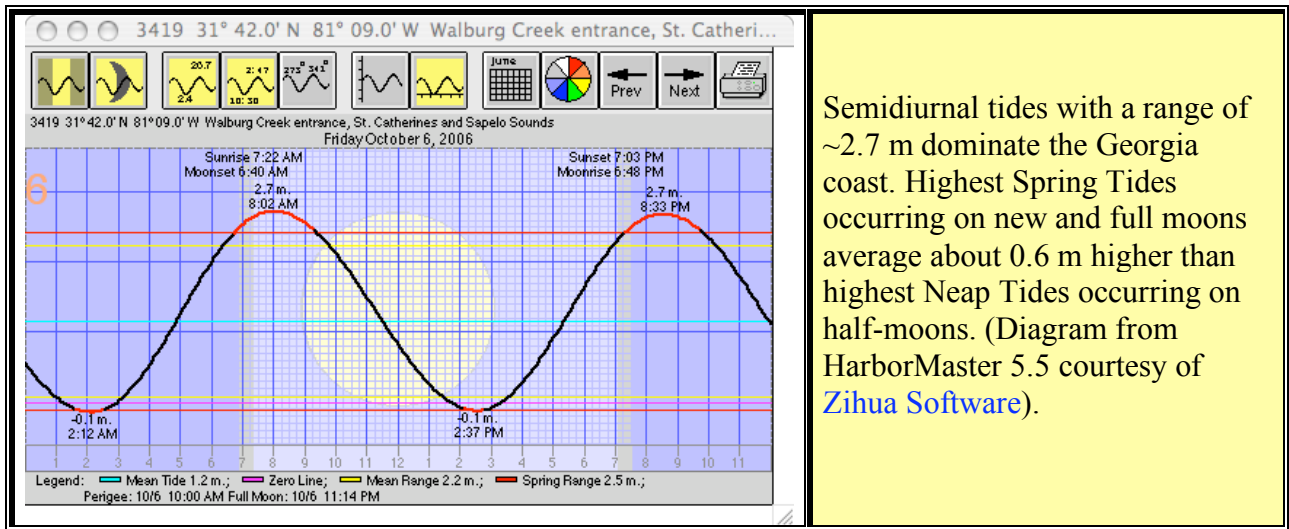 3419 31° 42.0' N 81° 09.0' W Walburg Creek entrance, St. Catheri...
20.7
2.4
2:47
10:30
273° 342°
June
Prev
Next
3419 31°42.0' N 81°09.0' W Walburg Creek entrance, St. Catherines and Sapelo Sounds
Friday October 6, 2006
Sunrise 7:22 AM
Moonset 6:40 AM
2.7 m.
8:02 AM
Sunset 7:03 PM
Moonrise 6:48 PM
2.7 m.
8:33 PM
6
-0.1 m.
2:12 AM
-0.1 m.
2:37 PM
1 2 3 4 5 6 7 8 9 10 11 12 1 2 3 4 5 6 7 8 9 10 11
Legend: Mean Tide 1.2 m.; Zero Line; Mean Range 2.2 m.; Spring Range 2.5 m.;
Perigee: 10/6 10:00 AM Full Moon: 10/6 11:14 PM
Semidiurnal tides with a range of
~2.7 m dominate the Georgia
coast. Highest Spring Tides
occurring on new and full moons
average about 0.6 m higher than
highest Neap Tides occurring on
half-moons. (Diagram from
HarborMaster 5.5 courtesy of
Zihua Software).